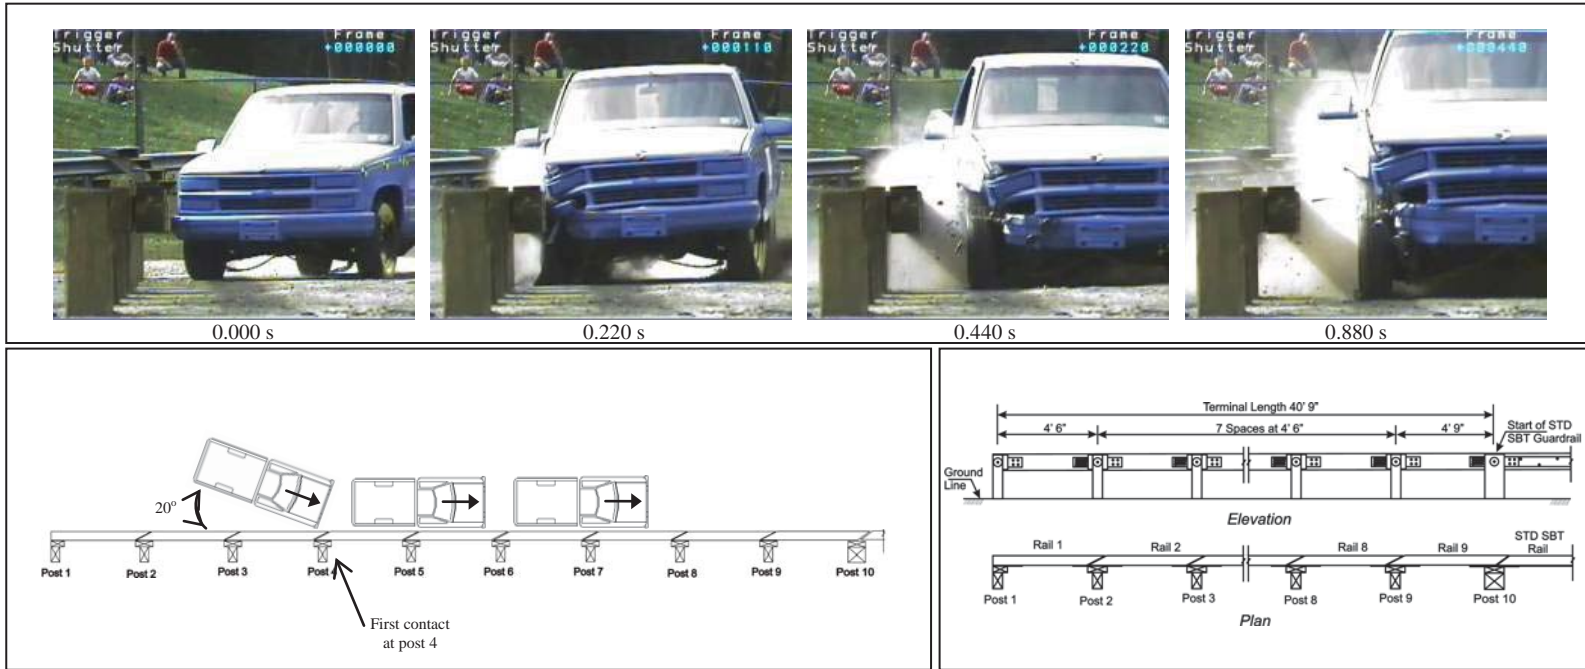 Trigger Frame
Shutter +000000
Trigger Frame
Shutter +000110
Trigger Frame
Shutter +000220
Trigger Frame
Shutter +000440
0.000 s
0.220 s
0.440 s
0.880 s
20°
Post 1
Post 2
Post 3
Post 4
Post 5
Post 6
Post 7
Post 8
Post 9
Post 10
First contact
at post 4
Terminal Length 40' 9"
4' 6"
7 Spaces at 4' 6"
4' 9"
Start of STD
SBT Guardrail
Ground
Line
Elevation
Rail 1
Rail 2
Rail 8
Rail 9
STD SBT
Rail
Post 1
Post 2
Post 3
Post 8
Post 9
Post 10
Plan